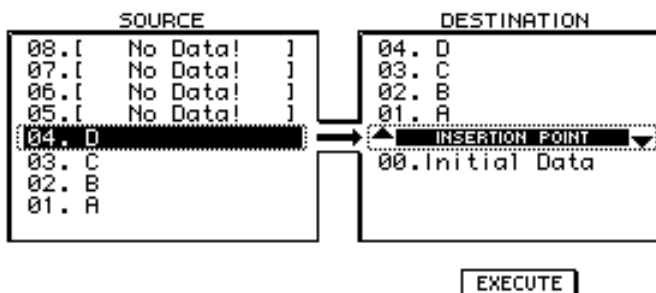 SOURCE
08.[ No Data! ]
07.[ No Data! ]
06.[ No Data! ]
05.[ No Data! ]
04. D
03. C
02. B
01. A
DESTINATION
04. D
03. C
02. B
01. A
INSERTION POINT
00.Initial Data
EXECUTE